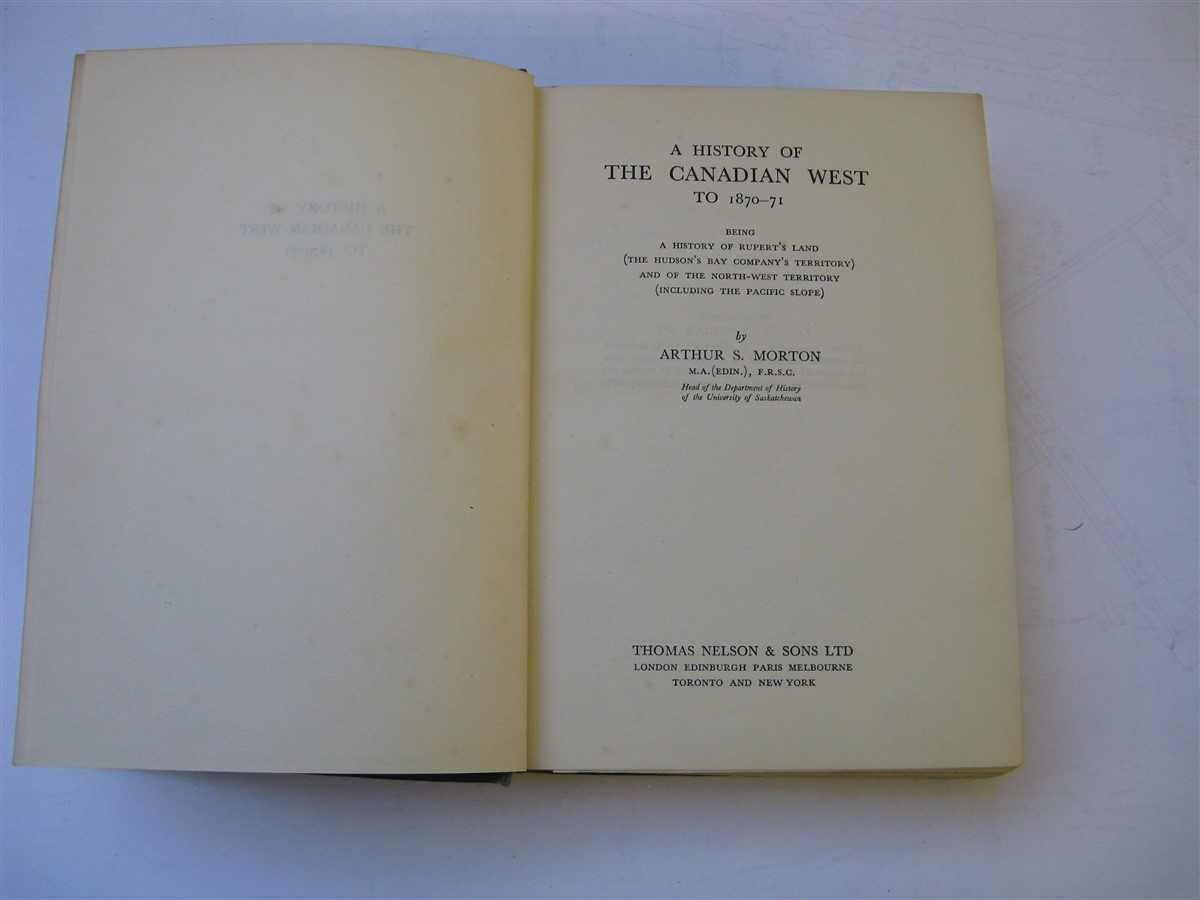 A HISTORY OF
THE CANADIAN WEST
TO 1870–71
BEING
A HISTORY OF RUPERT'S LAND
(THE HUDSON'S BAY COMPANY'S TERRITORY)
AND OF THE NORTH-WEST TERRITORY
(INCLUDING THE PACIFIC SLOPE)
by
ARTHUR S. MORTON
M.A.(EDIN.), F.R.S.C.
Head of the Department of History
of the University of Saskatchewan
THOMAS NELSON & SONS LTD
LONDON EDINBURGH PARIS MELBOURNE
TORONTO AND NEW YORK